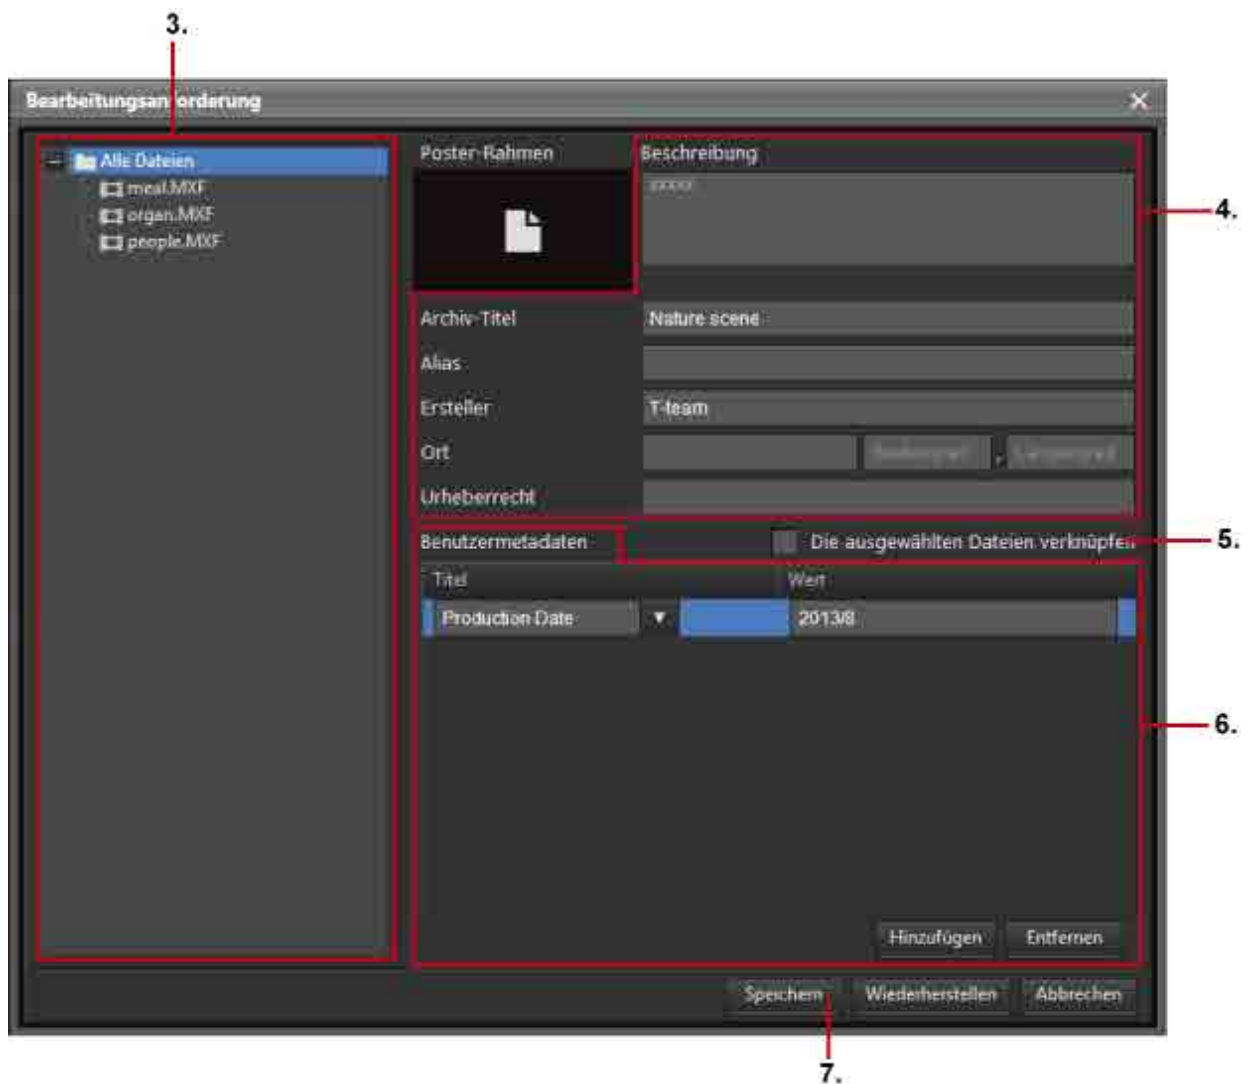 3.
Bearbeitungsanforderung
Alle Dateien
meal.MXF
organ.MXF
people.MXF
Poster-Rahmen
Beschreibung
xxxxx
4.
Archiv-Titel
Nature scene
Alias
Ersteller
T-team
Ort
,
Urheberrecht
Benutzermetadaten
Die ausgewählten Dateien verknüpfen
5.
Titel
Wert
Production Date
2013/8
6.
Hinzufügen
Entfernen
Speichern
Wiederherstellen
Abbrechen
7.